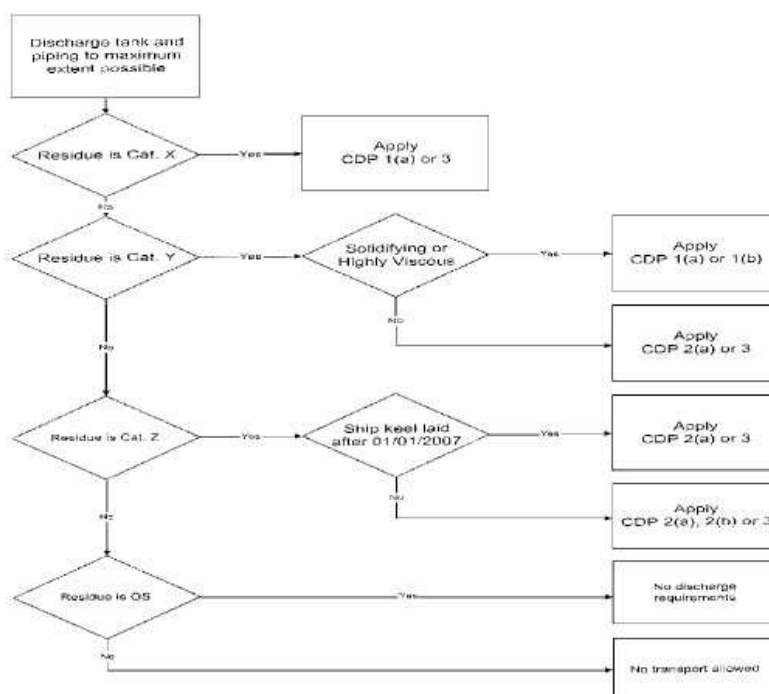 Discharge tank and
piping to maximum
extent possible
Residue is Cat. X
Yes
Apply
CDP 1(a) or 3
No
Residue is Cat. Y
Yes
Solidifying or
Highly Viscous
Yes
Apply
CDP 1(a) or 1(b)
No
Apply
CDP 2(a) or 3
No
Residue is Cat. Z
Yes
Ship keel laid
after 01/01/2007
Yes
Apply
CDP 2(a) or 3
No
Apply
CDP 2(a), 2(b) or 3
No
Residue is OS
Yes
No discharge
requirements
No
No transport allowed